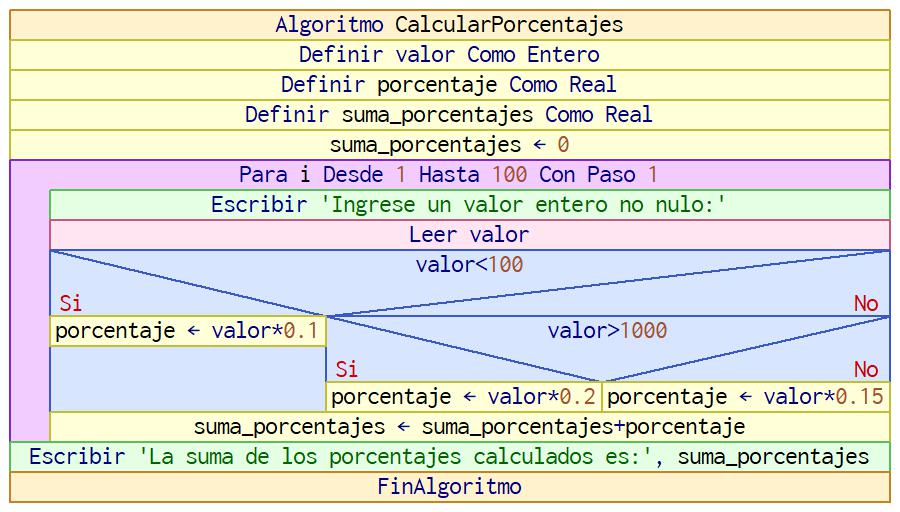 Algoritmo CalcularPorcentajes
Definir valor Como Entero
Definir porcentaje Como Real
Definir suma_porcentajes Como Real
suma_porcentajes ← 0
Para i Desde 1 Hasta 100 Con Paso 1
Escribir 'Ingrese un valor entero no nulo:'
Leer valor
valor<100
Si No
porcentaje ← valor*0.1 valor>1000
Si No
porcentaje ← valor*0.2 porcentaje ← valor*0.15
suma_porcentajes ← suma_porcentajes+porcentaje
Escribir 'La suma de los porcentajes calculados es:', suma_porcentajes
FinAlgoritmo